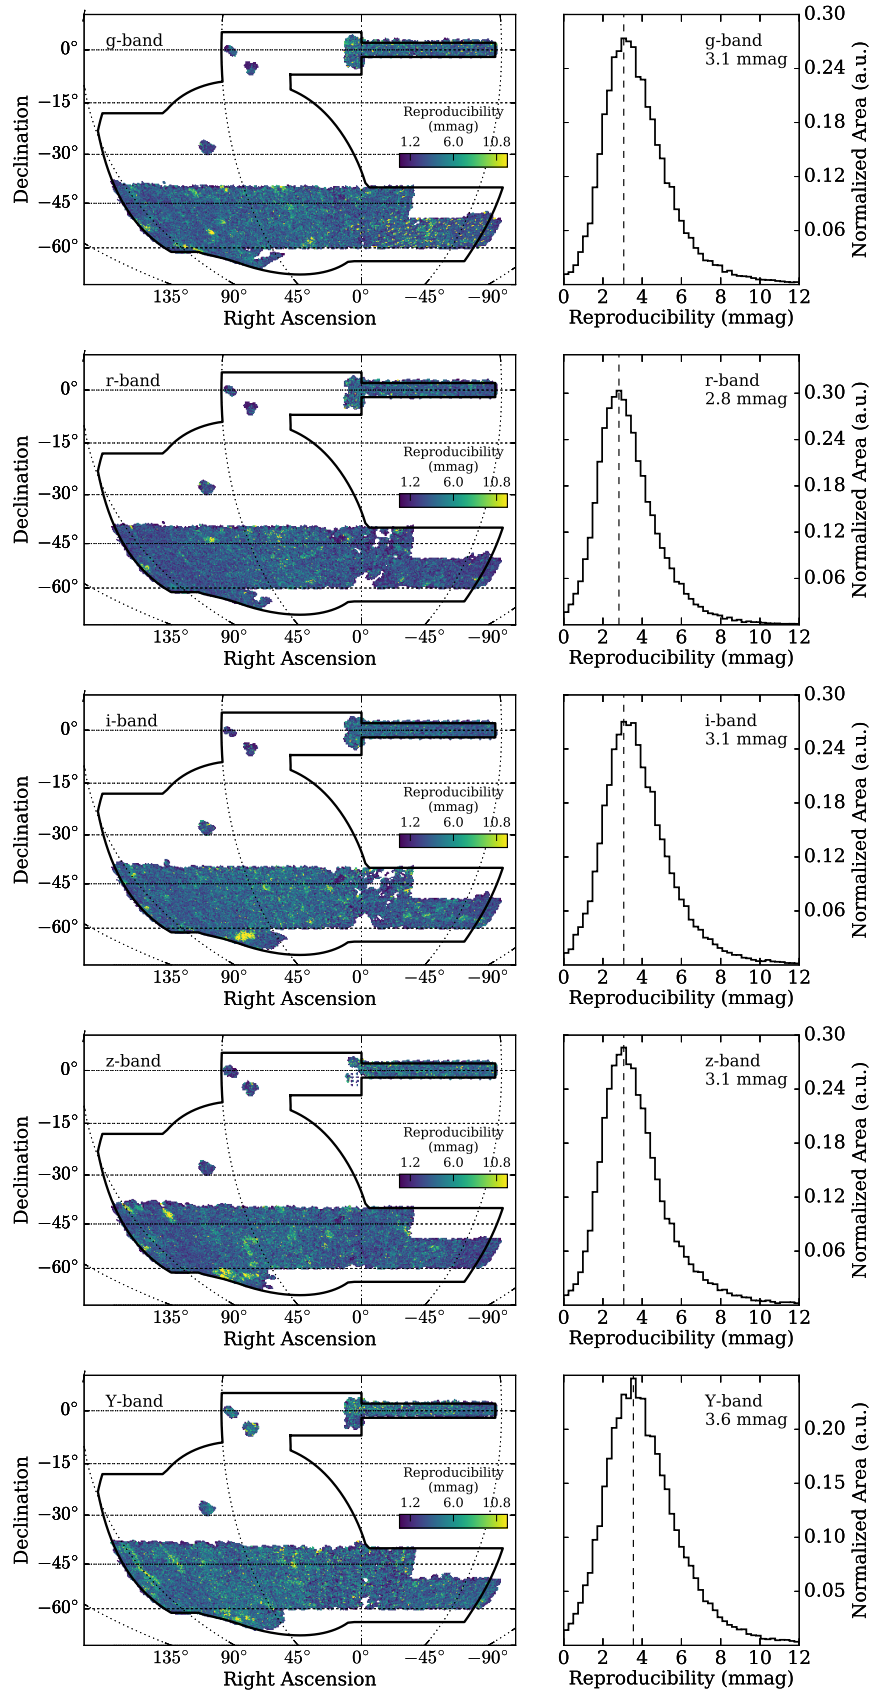 g-band
0°
−15°
−30°
−45°
−60°
Declination
Reproducibility
(mmag)
1.2 6.0 10.8
135° 90° 45° 0° −45° −90°
Right Ascension
g-band
3.1 mmag
0.30
0.26
0.18
0.12
0.06
Normalized Area (a.u.)
0 2 4 6 8 10 12
Reproducibility (mmag)
r-band
0°
−15°
−30°
−45°
−60°
Declination
Reproducibility
(mmag)
1.2 6.0 10.8
135° 90° 45° 0° −45° −90°
Right Ascension
r-band
2.8 mmag
0.30
0.24
0.18
0.12
0.06
Normalized Area (a.u.)
0 2 4 6 8 10 12
Reproducibility (mmag)
i-band
0°
−15°
−30°
−45°
−60°
Declination
Reproducibility
(mmag)
1.2 6.0 10.8
135° 90° 45° 0° −45° −90°
Right Ascension
i-band
3.1 mmag
0.30
0.26
0.18
0.12
0.06
Normalized Area (a.u.)
0 2 4 6 8 10 12
Reproducibility (mmag)
z-band
0°
−15°
−30°
−45°
−60°
Declination
Reproducibility
(mmag)
1.2 6.0 10.8
135° 90° 45° 0° −45° −90°
Right Ascension
z-band
3.1 mmag
0.30
0.26
0.18
0.12
0.06
Normalized Area (a.u.)
0 2 4 6 8 10 12
Reproducibility (mmag)
Y-band
0°
−15°
−30°
−45°
−60°
Declination
Reproducibility
(mmag)
1.2 6.0 10.8
135° 90° 45° 0° −45° −90°
Right Ascension
Y-band
3.6 mmag
0.20
0.15
0.10
0.05
Normalized Area (a.u.)
0 2 4 6 8 10 12
Reproducibility (mmag)